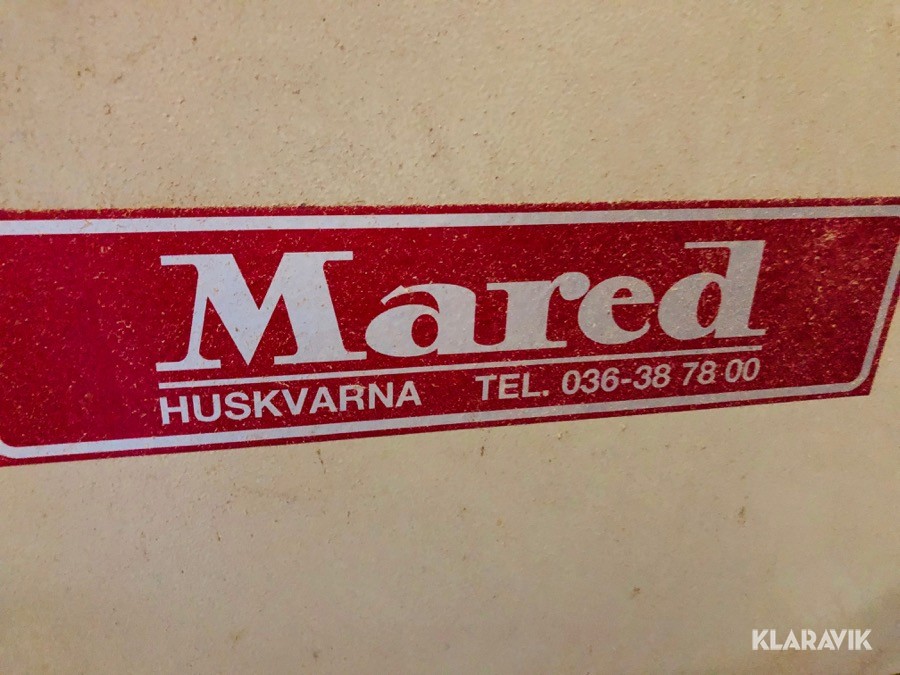 Mared
HUSKVARNA TEL. 036-38 78 00
KLARAVIK